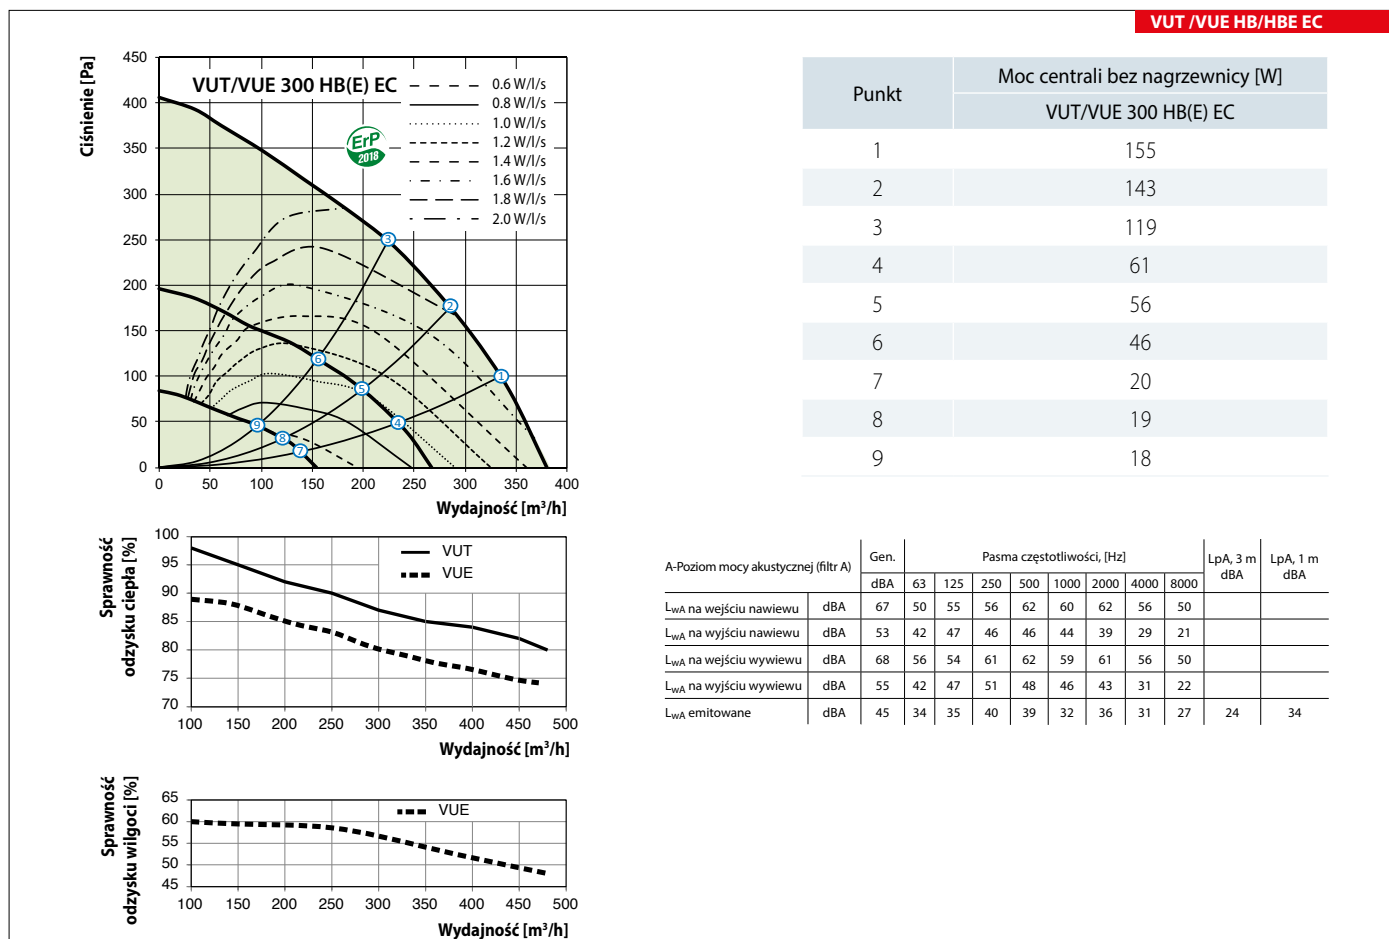 VUT /VUE HB/HBE EC
Ciśnienie [Pa]
450
400
350
300
250
200
150
100
50
0
VUT/VUE 300 HB(E) EC
ErP
2018
0.6 W/l/s
0.8 W/l/s
1.0 W/l/s
1.2 W/l/s
1.4 W/l/s
1.6 W/l/s
1.8 W/l/s
2.0 W/l/s
3
2
1
6
5
4
9
8
7
0 50 100 150 200 250 300 350 400
Wydajność [m³/h]
Punkt
Moc centrali bez nagrzewnicy [W]
VUT/VUE 300 HB(E) EC
1 155
2 143
3 119
4 61
5 56
6 46
7 20
8 19
9 18
Sprawność
odzysku ciepła [%]
100
95
90
85
80
75
70
VUT
VUE
100 150 200 250 300 350 400 450 500
Wydajność [m³/h]
A-Poziom mocy akustycznej (filtr A) Gen. Pasma częstotliwości, [Hz] LpA, 3 m dBA LpA, 1 m dBA
dBA 63 125 250 500 1000 2000 4000 8000
LwA na wejściu nawiewu dBA 67 50 55 56 62 60 62 56 50
LwA na wyjściu nawiewu dBA 53 42 47 46 46 44 39 29 21
LwA na wejściu wywiewu dBA 68 56 54 61 62 59 61 56 50
LwA na wyjściu wywiewu dBA 55 42 47 51 48 46 43 31 22
LwA emitowane dBA 45 34 35 40 39 32 36 31 27 24 34
Sprawność
odzysku wilgoci [%]
65
60
55
50
45
VUE
100 150 200 250 300 350 400 450 500
Wydajność [m³/h]